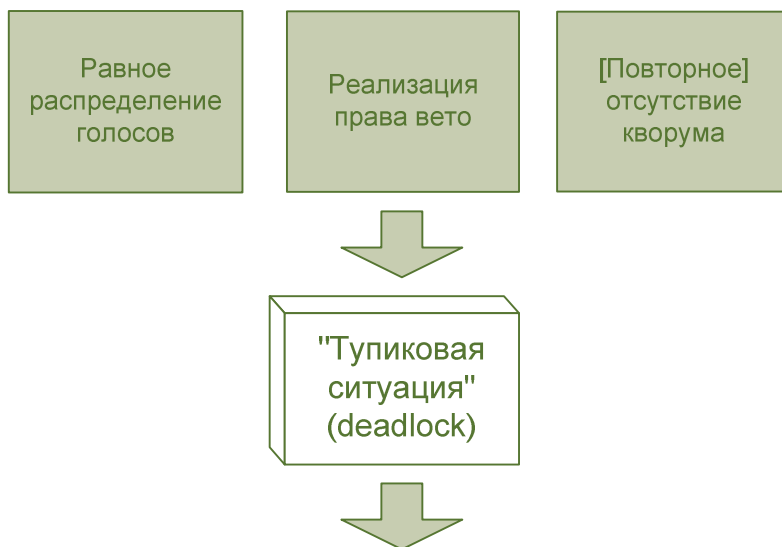 Равное
распределение
голосов
Реализация
права вето
[Повторное]
отсутствие
кворума
"Тупиковая
ситуация"
(deadlock)